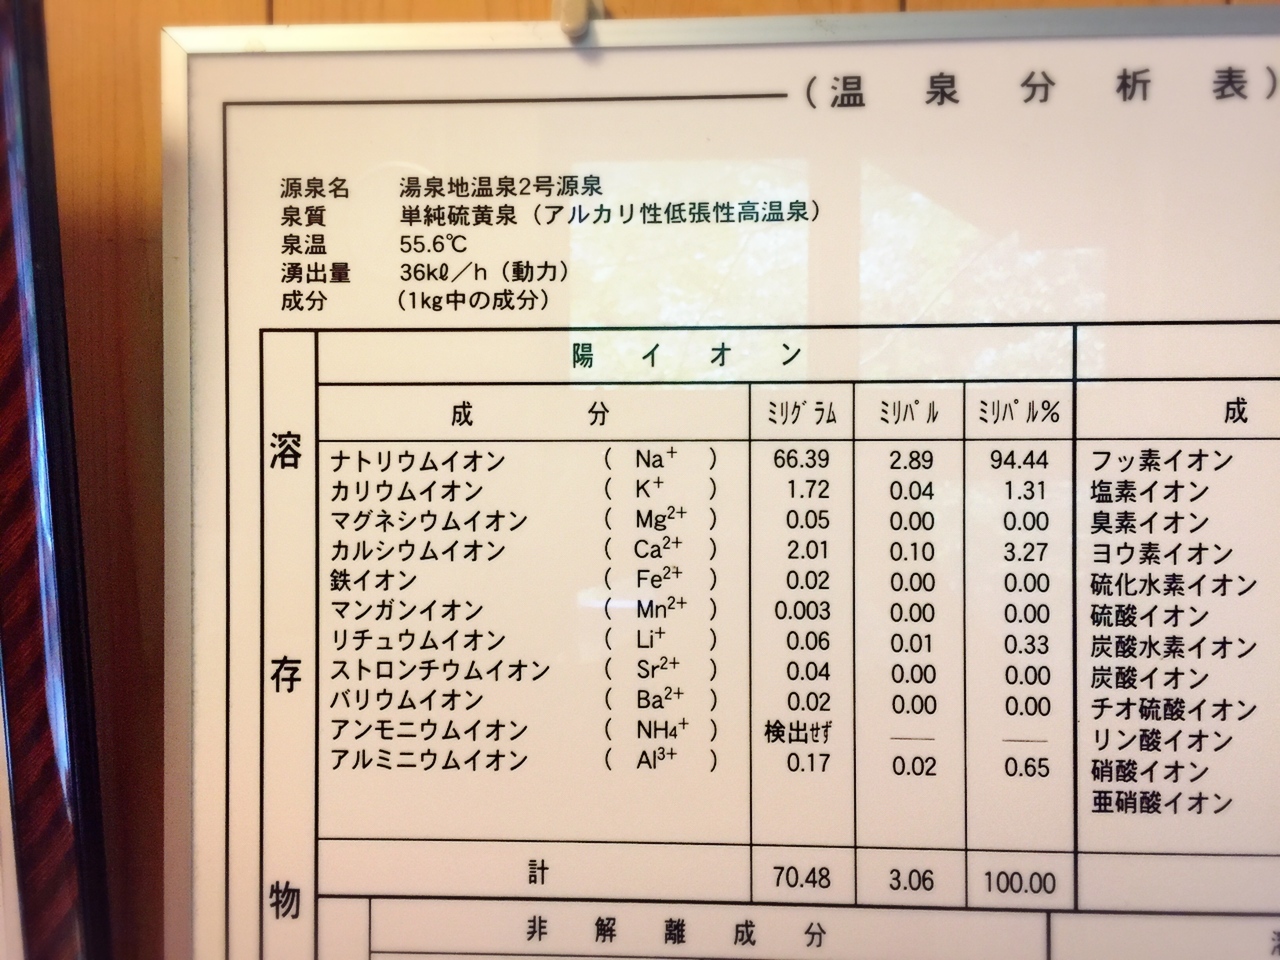 (温泉分析表)
源泉名 湯泉地温泉2号源泉
泉質 単純硫黄泉（アルカリ性低張性高温泉）
泉温 55.6℃
湧出量 36kℓ／h（動力）
成分 （1kg中の成分）
溶存物
陽イオン
成分 ﾐﾘｸﾞﾗﾑ ﾐﾘﾊﾞﾙ ﾐﾘﾊﾞﾙ% 成
ナトリウムイオン ( Na⁺ ) 66.39 2.89 94.44 フッ素イオン
カリウムイオン ( K⁺ ) 1.72 0.04 1.31 塩素イオン
マグネシウムイオン ( Mg²⁺ ) 0.05 0.00 0.00 臭素イオン
カルシウムイオン ( Ca²⁺ ) 2.01 0.10 3.27 ヨウ素イオン
鉄イオン ( Fe²⁺ ) 0.02 0.00 0.00 硫化水素イオン
マンガンイオン ( Mn²⁺ ) 0.003 0.00 0.00 硫酸イオン
リチュウムイオン ( Li⁺ ) 0.06 0.01 0.33 炭酸水素イオン
ストロンチウムイオン ( Sr²⁺ ) 0.04 0.00 0.00 炭酸イオン
バリウムイオン ( Ba²⁺ ) 0.02 0.00 0.00 チオ硫酸イオン
アンモニウムイオン ( NH₄⁺ ) 検出せず —— —— リン酸イオン
アルミニウムイオン ( Al³⁺ ) 0.17 0.02 0.65 硝酸イオン
亜硝酸イオン
計 70.48 3.06 100.00
非解離成分